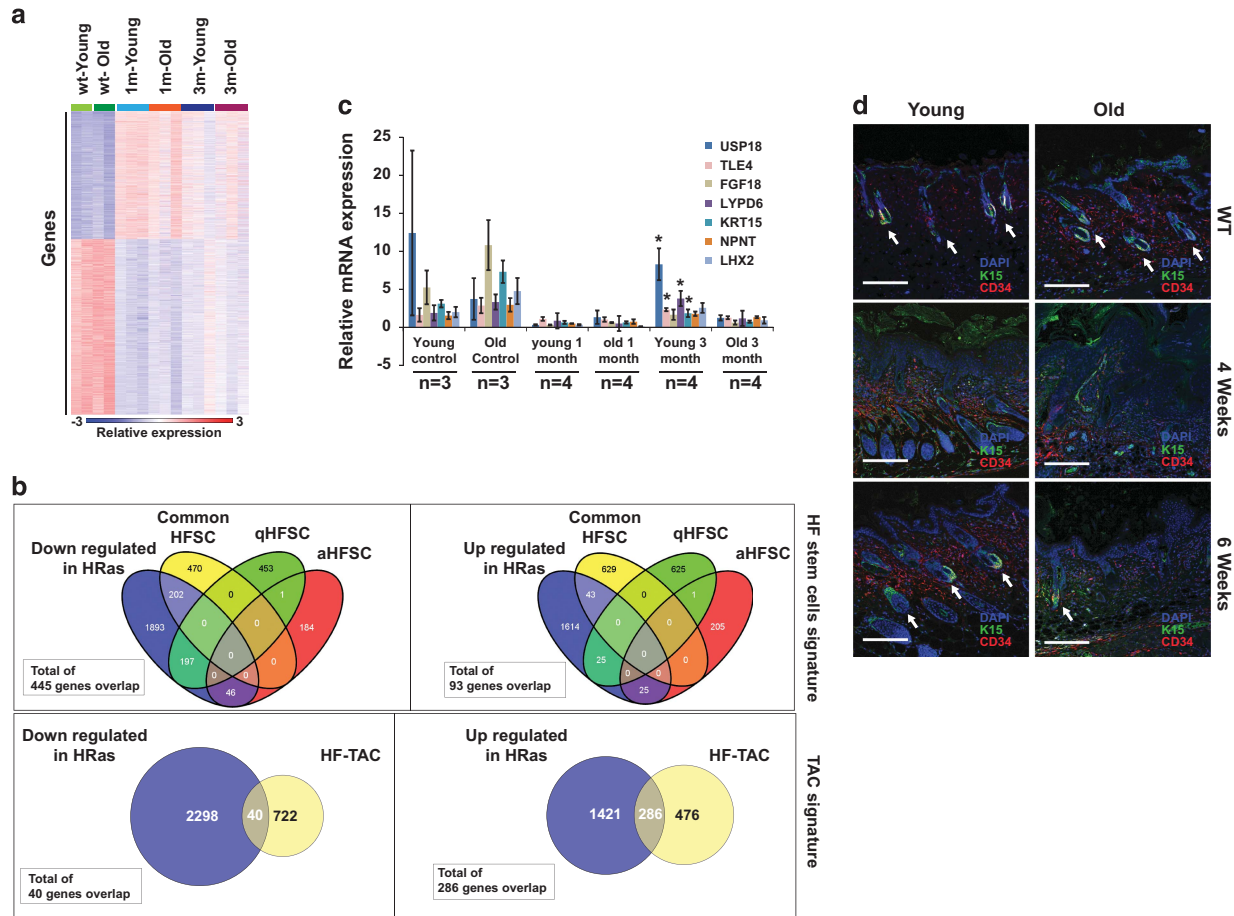 a
wt-Young
wt- Old
1m-Young
1m-Old
3m-Young
3m-Old
Genes
-3
3
Relative expression
c
Relative mRNA expression
25
20
15
10
5
0
-5
USP18
TLE4
FGF18
LYPD6
KRT15
NPNT
LHX2
*
*
*
*
Young
control
Old
Control
young 1
month
old 1
month
Young 3
month
Old 3
month
n=3
n=3
n=4
n=4
n=4
n=4
d
Young
Old
WT
4 Weeks
6 Weeks
DAPI
K15
CD34
DAPI
K15
CD34
DAPI
K15
CD34
DAPI
K15
CD34
DAPI
K15
CD34
DAPI
K15
CD34
b
Down regulated
in HRas
Common
HFSC
qHFSC
aHFSC
470
453
202
0
1
1893
0
0
184
197
0
0
0
0
46
Total of
445 genes overlap
Up regulated
in HRas
Common
HFSC
qHFSC
aHFSC
629
625
43
0
1
1614
0
0
205
25
0
0
0
0
25
Total of
93 genes overlap
HF stem cells signature
Down regulated
in HRas
HF-TAC
2298
40
722
Total of
40 genes overlap
Up regulated
in HRas
HF-TAC
1421
286
476
Total of
286 genes overlap
TAC signature